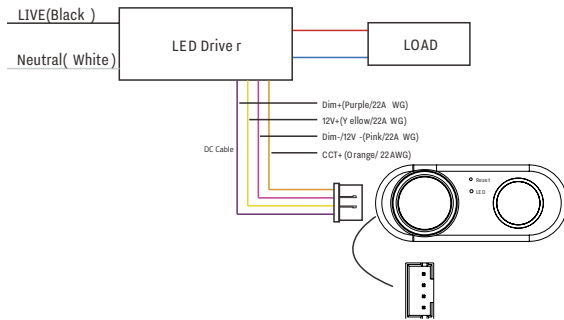 LIVE(Black )
Neutral( White)
LED Drive r
LOAD
Dim+(Purple/22A WG)
12V+(Y ellow/22A WG)
Dim-/12V -(Pink/22A WG)
CCT+ (Orange/ 22AWG)
DC Cable
Reset
LED